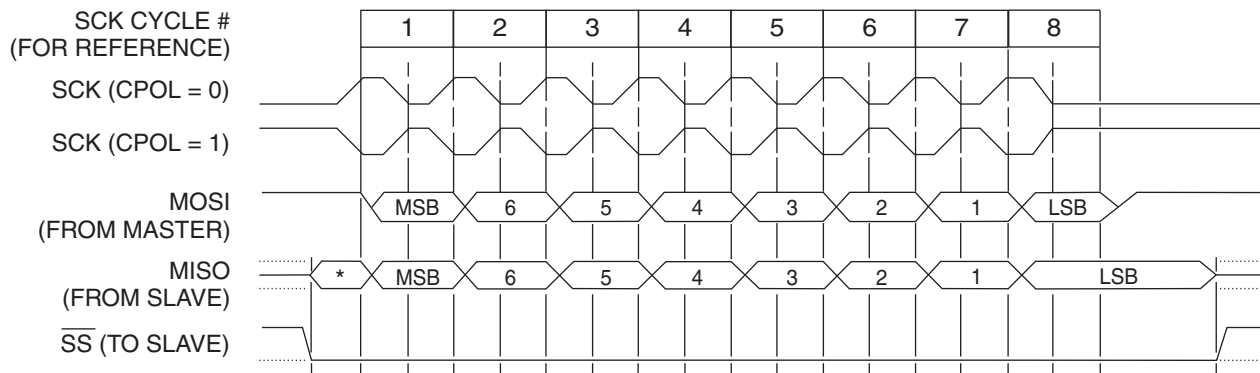 SCK CYCLE #
(FOR REFERENCE)
1 2 3 4 5 6 7 8
SCK (CPOL = 0)
SCK (CPOL = 1)
MOSI
(FROM MASTER)
MSB 6 5 4 3 2 1 LSB
MISO
(FROM SLAVE)
* MSB 6 5 4 3 2 1 LSB
SS (TO SLAVE)